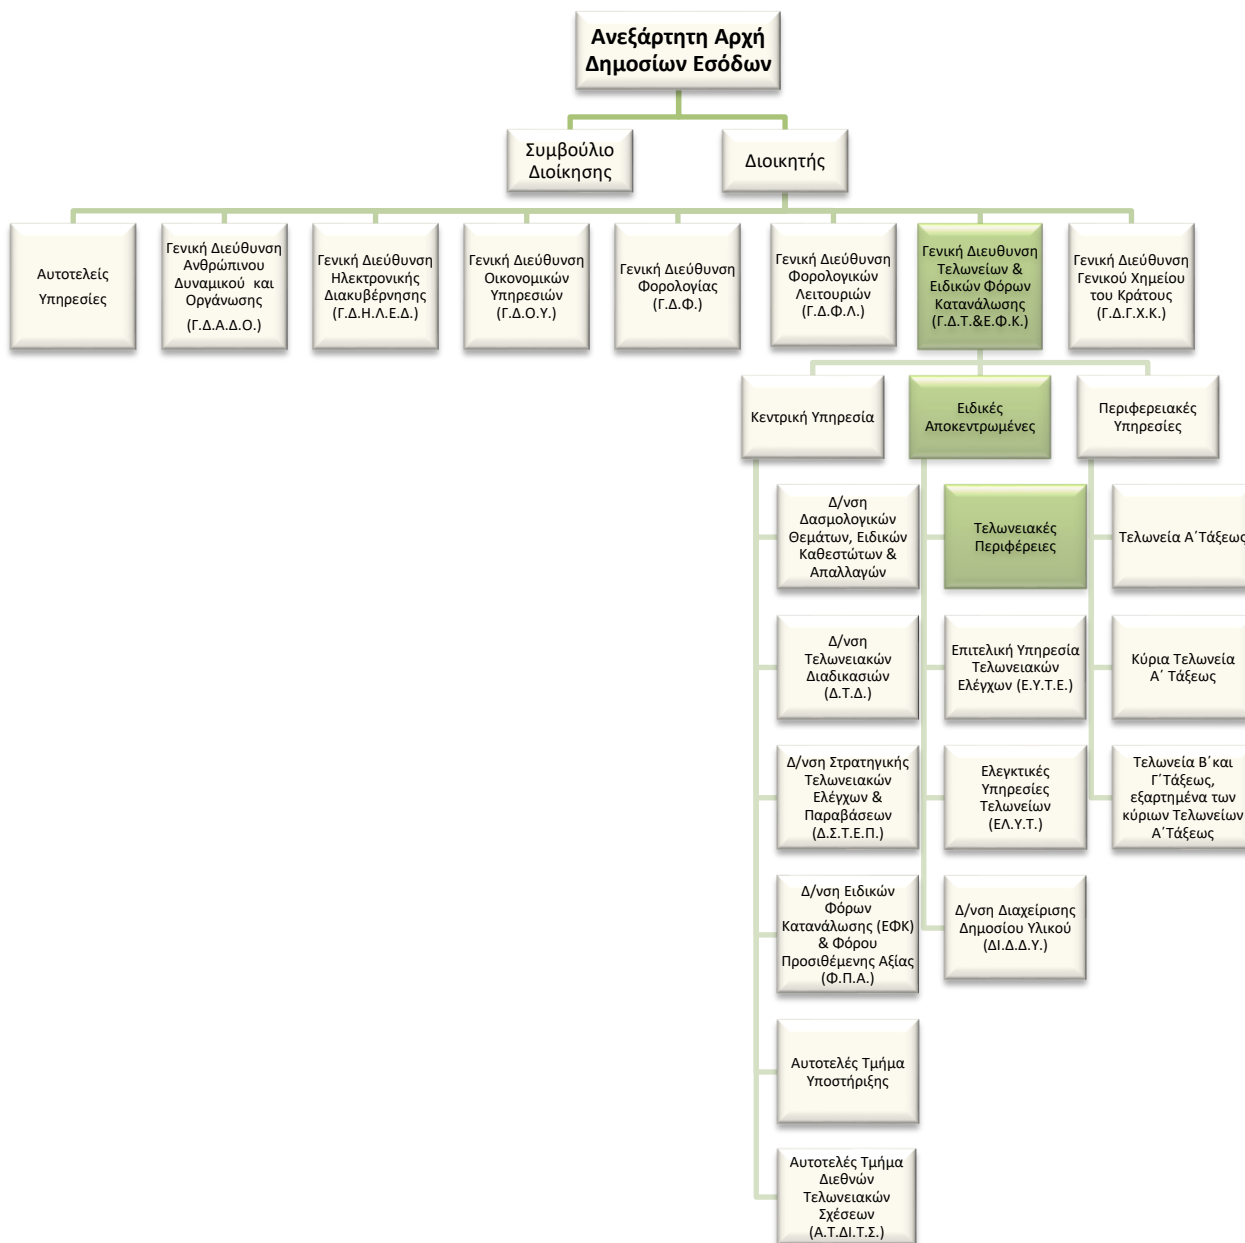 Ανεξάρτητη Αρχή
Δημοσίων Εσόδων
Συμβούλιο
Διοίκησης
Διοικητής
Αυτοτελείς
Υπηρεσίες
Γενική Διεύθυνση
Ανθρώπινου
Δυναμικού και
Οργάνωσης
(Γ.Δ.Α.Δ.Ο.)
Γενική Διεύθυνση
Ηλεκτρονικής
Διακυβέρνησης
(Γ.Δ.Η.Λ.Ε.Δ.)
Γενική Διεύθυνση
Οικονομικών
Υπηρεσιών
(Γ.Δ.Ο.Υ.)
Γενική Διεύθυνση
Φορολογίας
(Γ.Δ.Φ.)
Γενική Διεύθυνση
Φορολογικών
Λειτουριών
(Γ.Δ.Φ.Λ.)
Γενική Διευθυνση
Τελωνείων &
Ειδικών Φόρων
Κατανάλωσης
(Γ.Δ.Τ.&Ε.Φ.Κ.)
Γενική Διεύθυνση
Γενικού Χημείου
του Κράτους
(Γ.Δ.Γ.Χ.Κ.)
Κεντρική Υπηρεσία
Ειδικές
Αποκεντρωμένες
Περιφερειακές
Υπηρεσίες
Δ/νση
Δασμολογικών
Θεμάτων, Ειδικών
Καθεστώτων &
Απαλλαγών
Δ/νση
Τελωνειακών
Διαδικασιών
(Δ.Τ.Δ.)
Δ/νση Στρατηγικής
Τελωνειακών
Ελέγχων &
Παραβάσεων
(Δ.Σ.Τ.Ε.Π.)
Δ/νση Ειδικών
Φόρων
Κατανάλωσης (ΕΦΚ)
& Φόρου
Προσιθέμενης Αξίας
(Φ.Π.Α.)
Αυτοτελές Τμήμα
Υποστήριξης
Αυτοτελές Τμήμα
Διεθνών
Τελωνειακών
Σχέσεων
(Α.Τ.ΔΙ.Τ.Σ.)
Τελωνειακές
Περιφέρειες
Επιτελική Υπηρεσία
Τελωνειακών
Ελέγχων (Ε.Υ.Τ.Ε.)
Ελεγκτικές
Υπηρεσίες
Τελωνείων
(ΕΛ.Υ.Τ.)
Δ/νση Διαχείρισης
Δημοσίου Υλικού
(ΔΙ.Δ.Δ.Υ.)
Τελωνεία Α΄Τάξεως
Κύρια Τελωνεία
Α΄ Τάξεως
Τελωνεία Β΄και
Γ΄Τάξεως,
εξαρτημένα των
κύριων Τελωνείων
Α΄Τάξεως